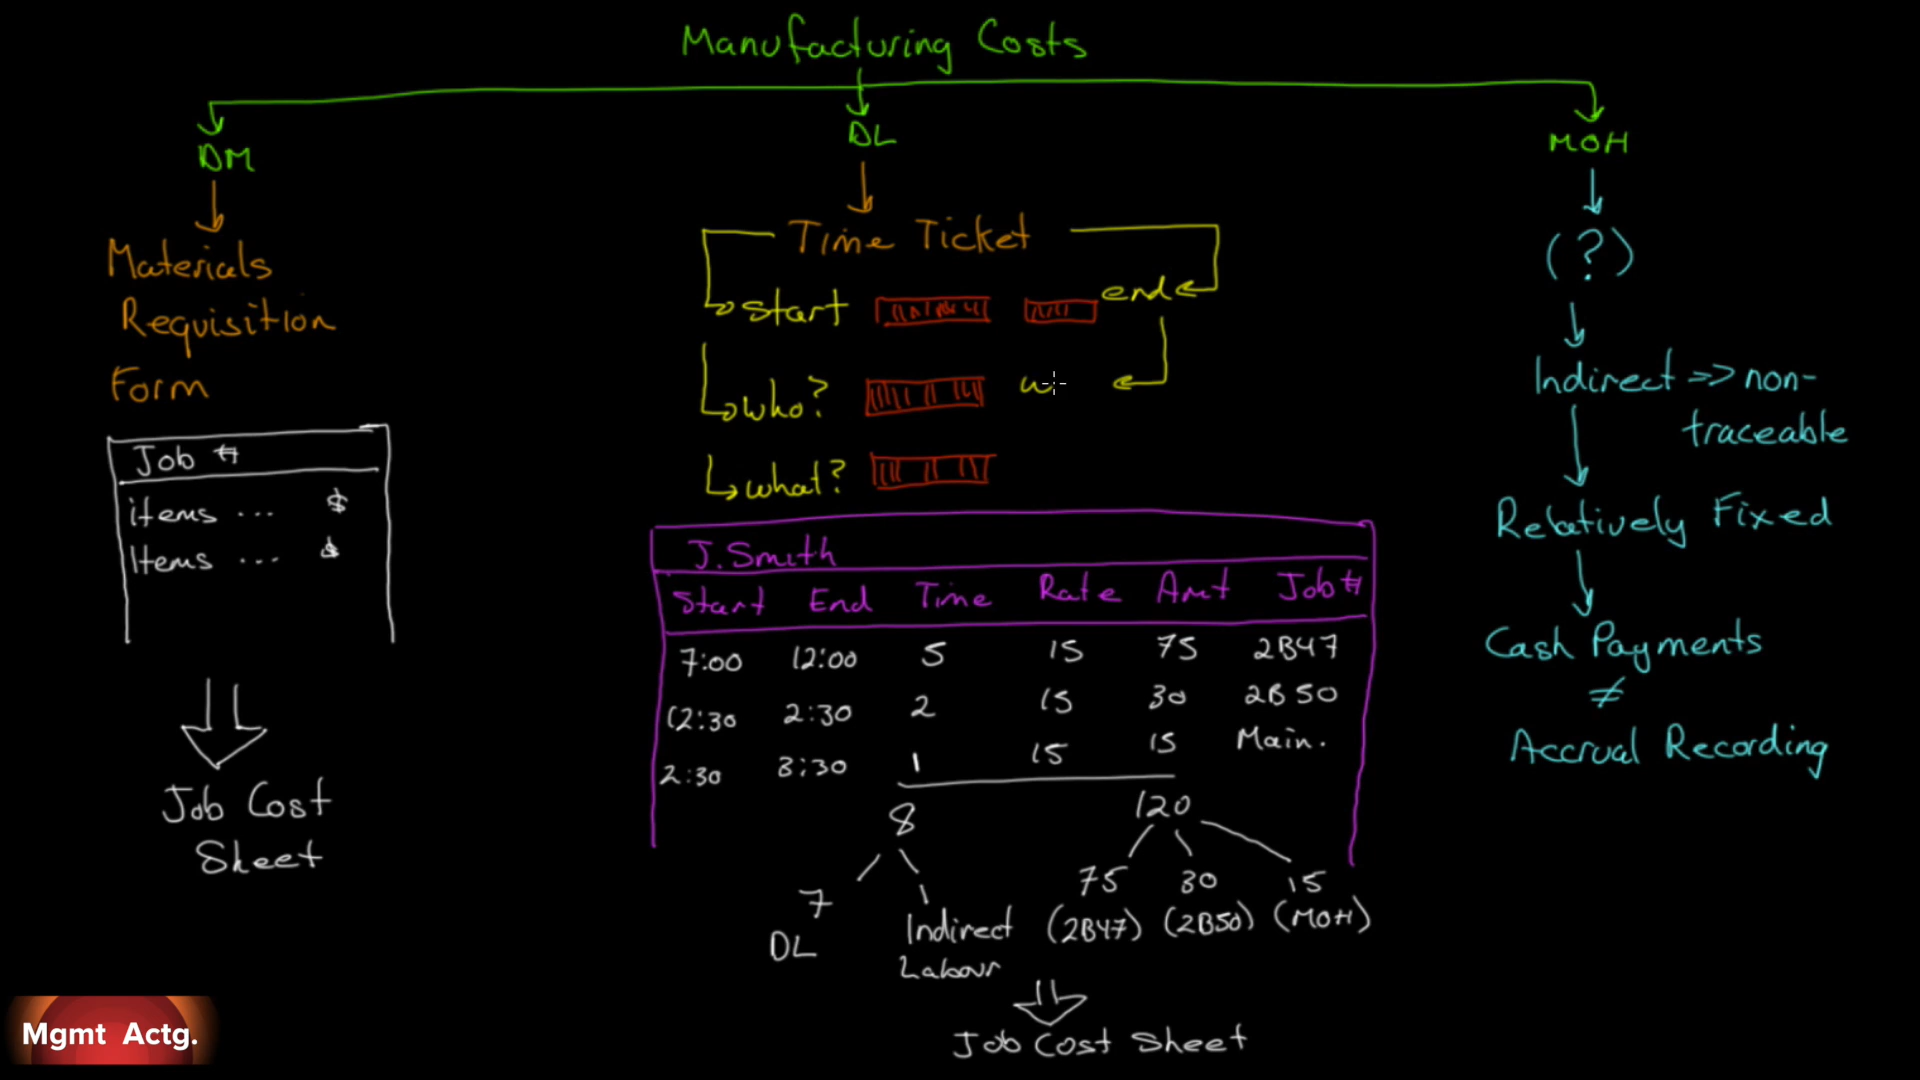 Manufacturing Costs
DM
DL
MOH
Materials
Requisition
Form
Job #
items ... $
Items ... $
Job Cost
Sheet
Time Ticket
start
end
who?
w
what?
J. Smith
Start End Time Rate Amt Job #
7:00 12:00 5 15 75 2B47
12:30 2:30 2 15 30 2B50
2:30 3:30 1 15 15 Main.
8 120
7 1 75 30 15
DL Indirect (2B47) (2B50) (MOH)
Labour
Job Cost Sheet
(?)
Indirect => non-
traceable
Relatively Fixed
Cash Payments
≠
Accrual Recording
Mgmt Actg.